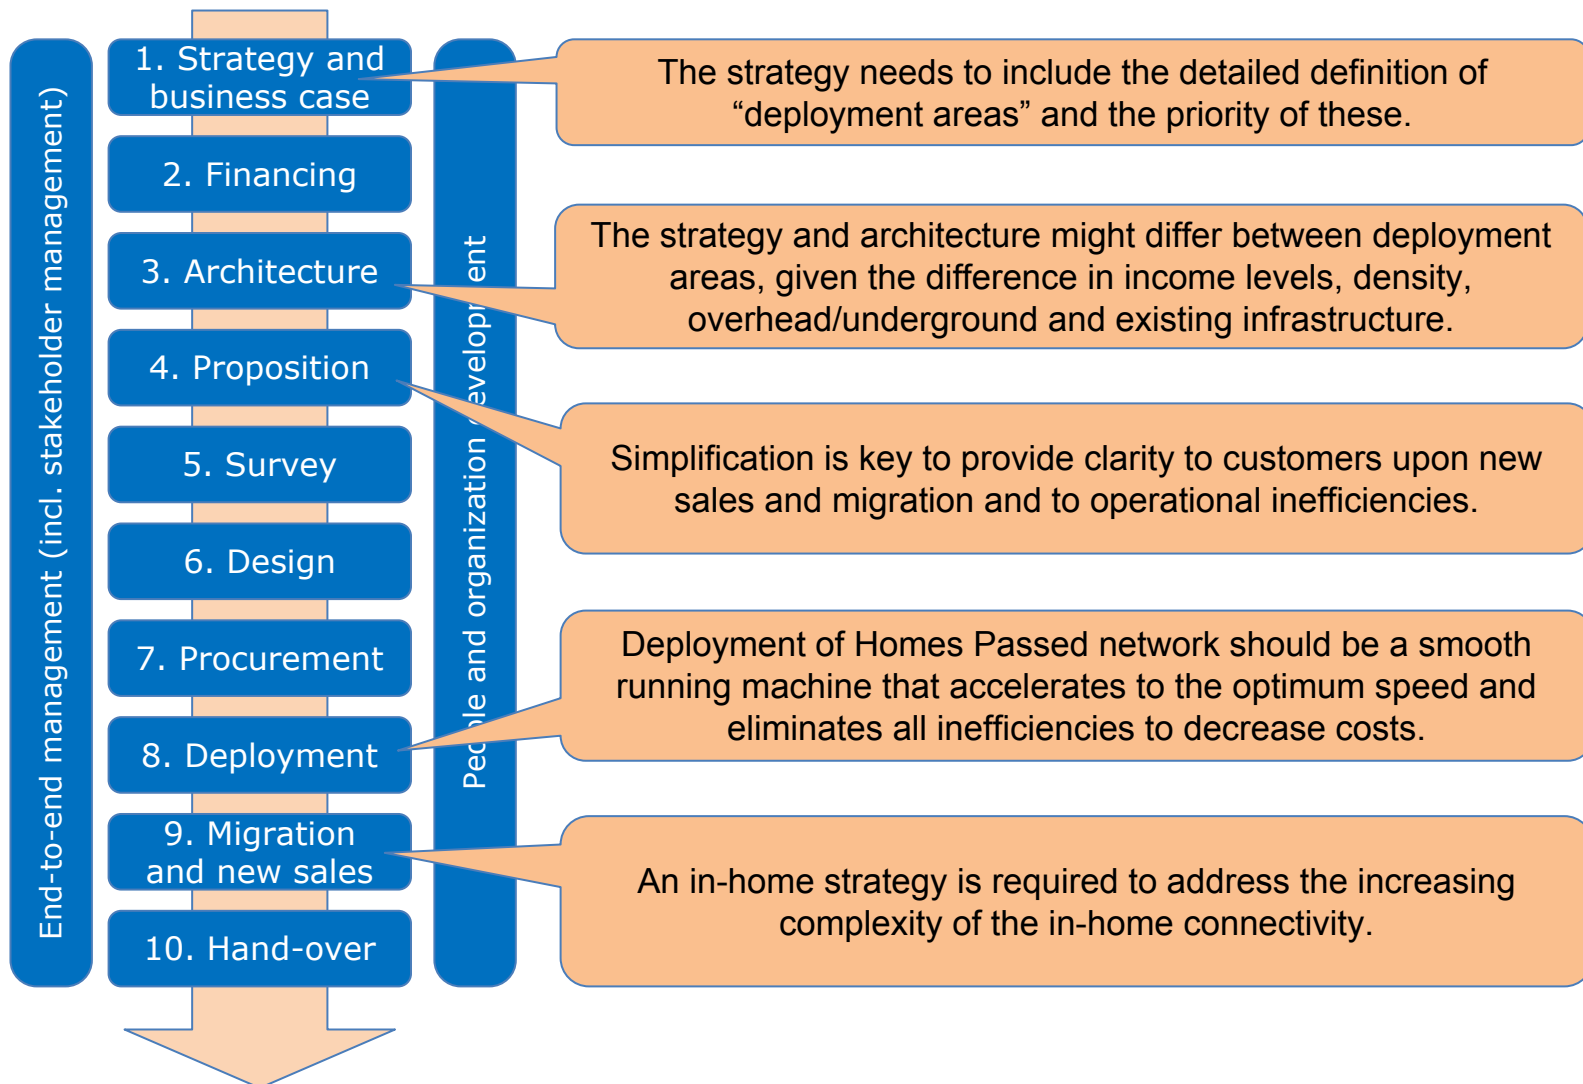 End-to-end management (incl. stakeholder management)
1. Strategy and
business case
2. Financing
3. Architecture
4. Proposition
5. Survey
6. Design
7. Procurement
8. Deployment
9. Migration
and new sales
10. Hand-over
People and organization development
The strategy needs to include the detailed definition of
“deployment areas” and the priority of these.
The strategy and architecture might differ between deployment
areas, given the difference in income levels, density,
overhead/underground and existing infrastructure.
Simplification is key to provide clarity to customers upon new
sales and migration and to operational inefficiencies.
Deployment of Homes Passed network should be a smooth
running machine that accelerates to the optimum speed and
eliminates all inefficiencies to decrease costs.
An in-home strategy is required to address the increasing
complexity of the in-home connectivity.